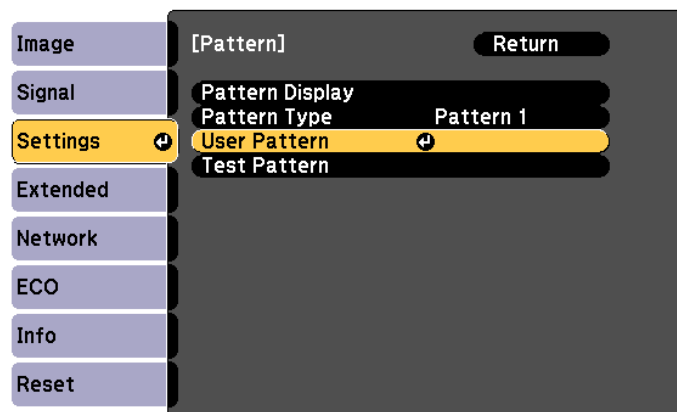 Image
Signal
Settings
Extended
Network
ECO
Info
Reset
[Pattern] Return
Pattern Display
Pattern Type Pattern 1
User Pattern
Test Pattern